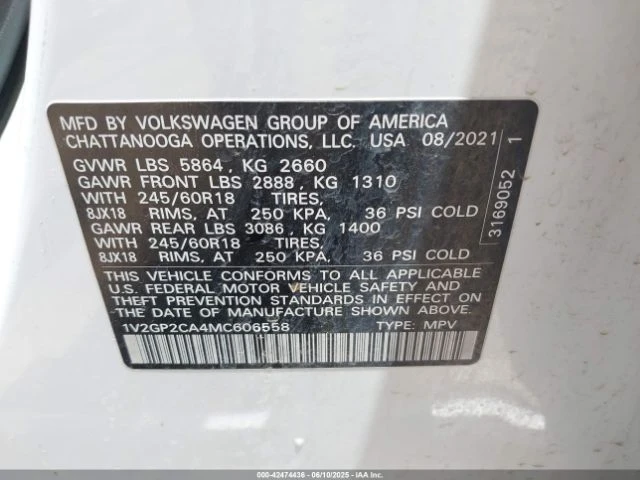 MFD BY VOLKSWAGEN GROUP OF AMERICA
CHATTANOOGA OPERATIONS, LLC. USA 08/2021
GVWR LBS 5864, KG 2660
GAWR FRONT LBS 2888, KG 1310
WITH 245/60R18 TIRES,
8JX18 RIMS, AT 250 KPA, 36 PSI COLD
GAWR REAR LBS 3086, KG 1400
WITH 245/60R18 TIRES,
8JX18 RIMS, AT 250 KPA, 36 PSI COLD
THIS VEHICLE CONFORMS TO ALL APPLICABLE
U.S. FEDERAL MOTOR VEHICLE SAFETY AND
THEFT PREVENTION STANDARDS IN EFFECT ON
THE DATE OF MANUFACTURE SHOWN ABOVE.
1V2GP2CA4MC606558 TYPE: MPV
3169052 1
000-42474436 - 06/10/2025 - IAAI.COM